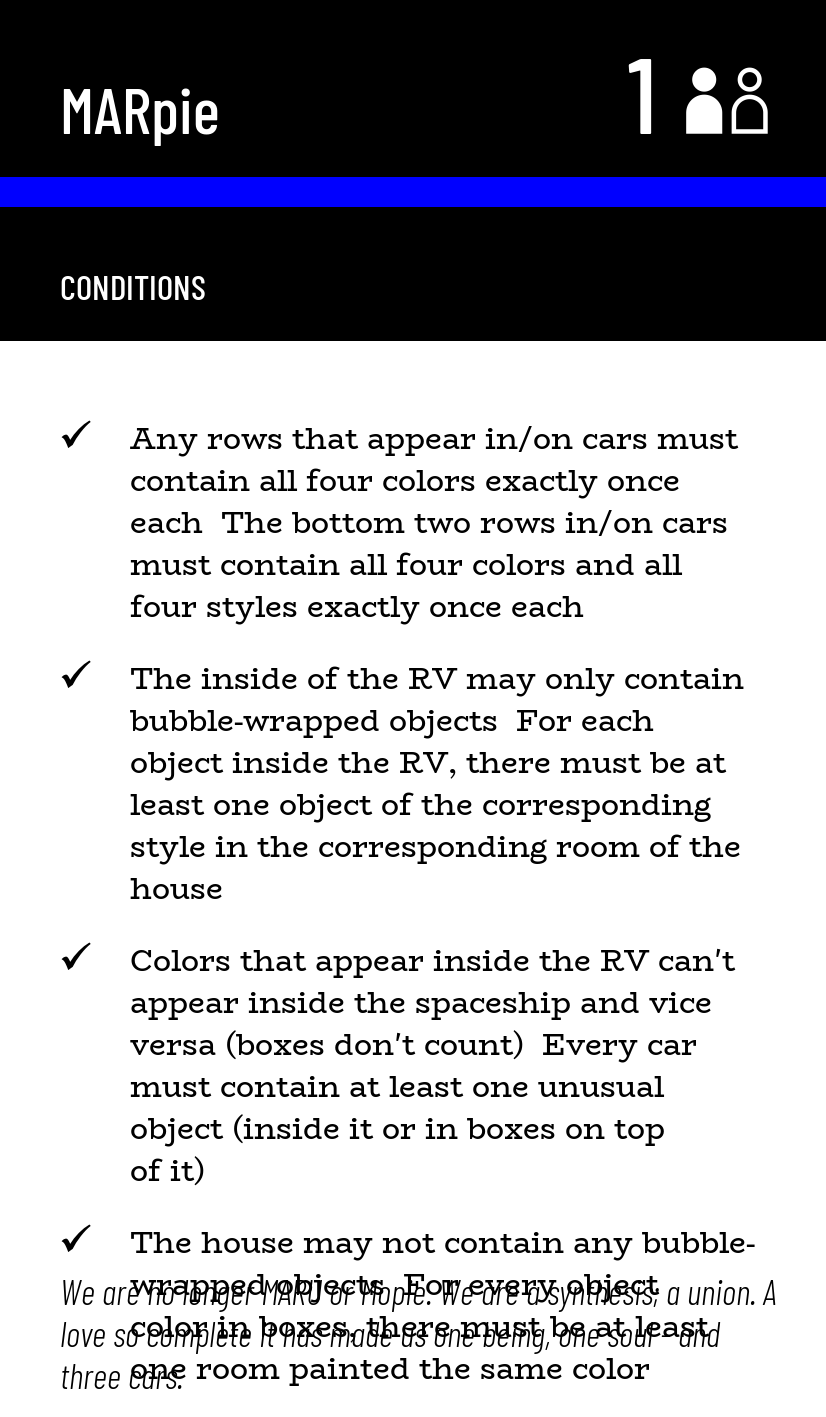 MARpie
1
CONDITIONS
Any rows that appear in/on cars must
contain all four colors exactly once
each  The bottom two rows in/on cars
must contain all four colors and all
four styles exactly once each
The inside of the RV may only contain
bubble-wrapped objects  For each
object inside the RV, there must be at
least one object of the corresponding
style in the corresponding room of the
house
Colors that appear inside the RV can't
appear inside the spaceship and vice
versa (boxes don't count)  Every car
must contain at least one unusual
object (inside it or in boxes on top
of it)
The house may not contain any bubble-
wrapped objects  For every object
color in boxes, there must be at least
one room painted the same color
We are no longer MARU or Hopie. We are a synthesis, a union. A
love so complete it has made us one being, one soul - and
three cars.